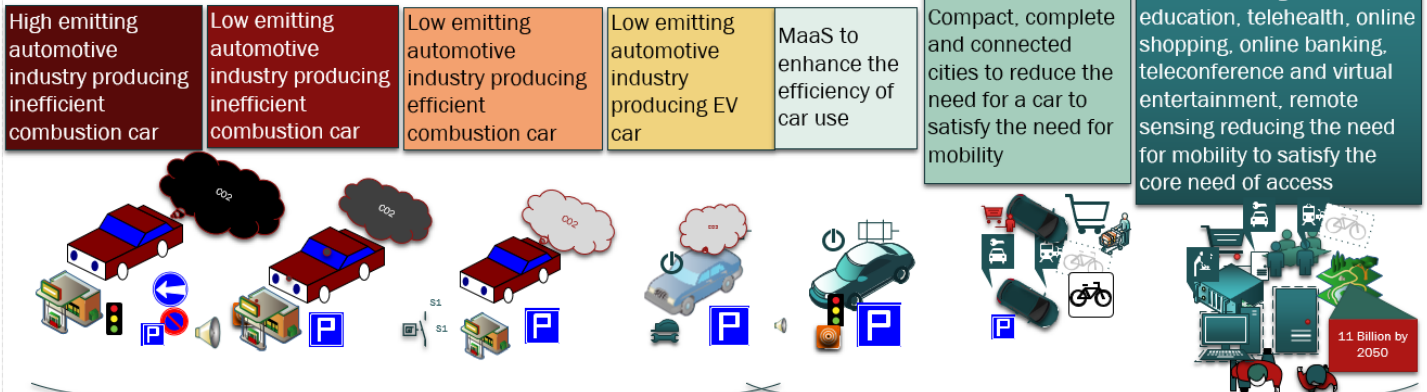 High emitting
automotive
industry producing
inefficient
combustion car
Low emitting
automotive
industry producing
inefficient
combustion car
Low emitting
automotive
industry producing
efficient
combustion car
Low emitting
automotive
industry
producing EV
car
MaaS to
enhance the
efficiency of
car use
Compact, complete
and connected
cities to reduce the
need for a car to
satisfy the need for
mobility
education, telehealth, online
shopping, online banking,
teleconference and virtual
entertainment, remote
sensing reducing the need
for mobility to satisfy the
core need of access
CO2
CO2
CO2
P
P
S1
S1
P
P
P
P
11 Billion by
2050